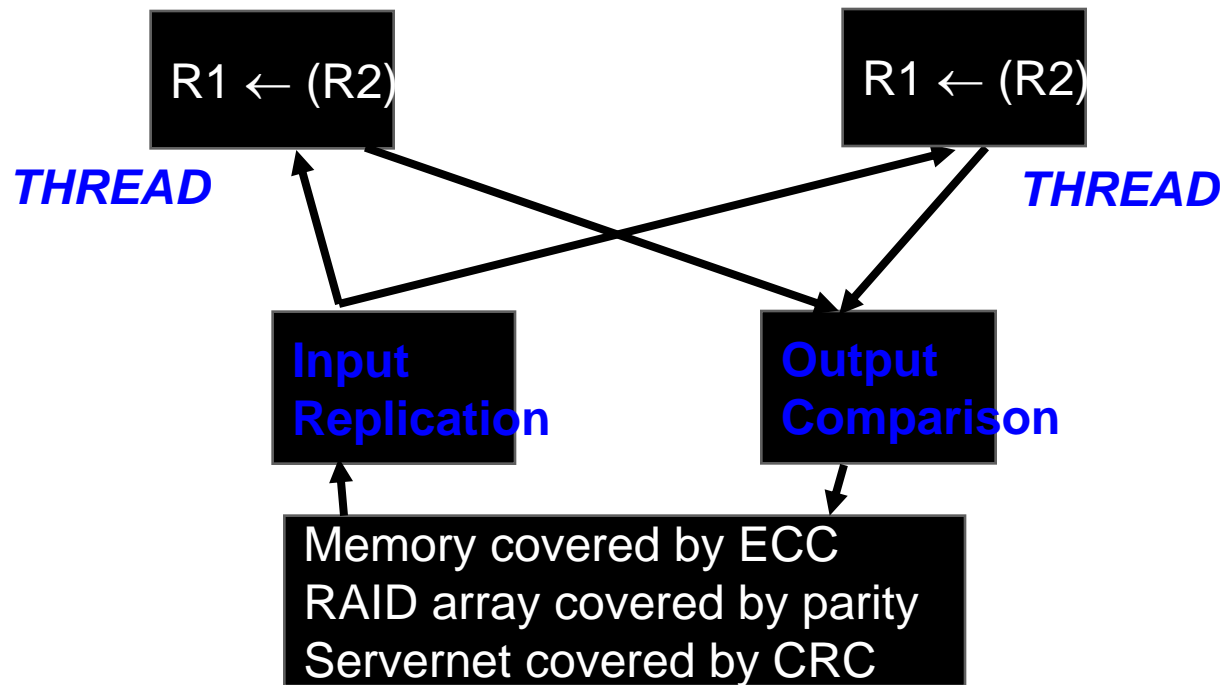 R1 ← (R2)
R1 ← (R2)
THREAD
THREAD
Input
Replication
Output
Comparison
Memory covered by ECC
RAID array covered by parity
Servernet covered by CRC